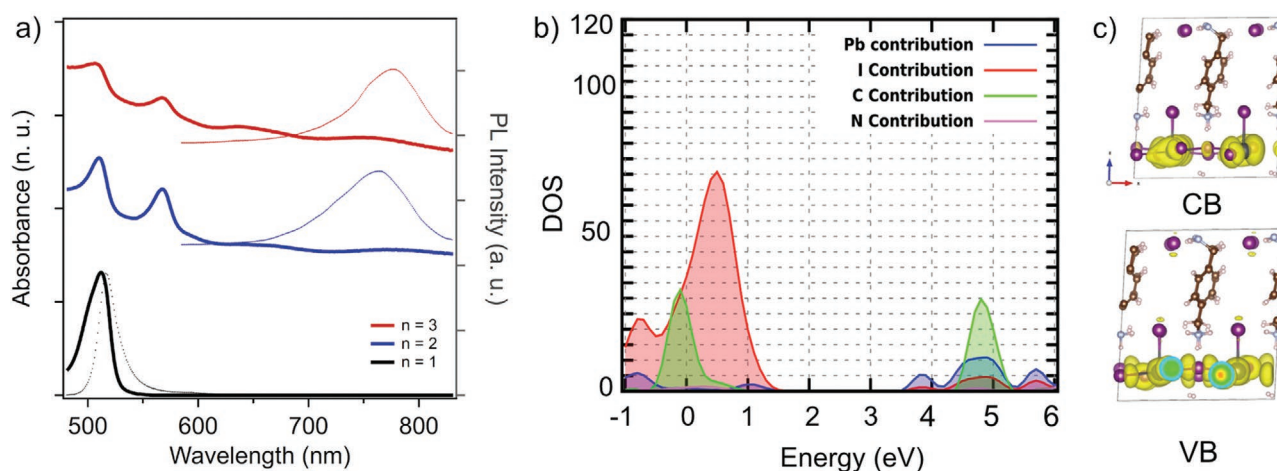 a)
Absorbance (n. u.)
PL Intensity (a. u.)
n = 3
n = 2
n = 1
500 600 700 800
Wavelength (nm)
b)
120
100
50
0
DOS
Pb contribution
I Contribution
C Contribution
N Contribution
-1 0 1 2 3 4 5 6
Energy (eV)
c)
CB
VB